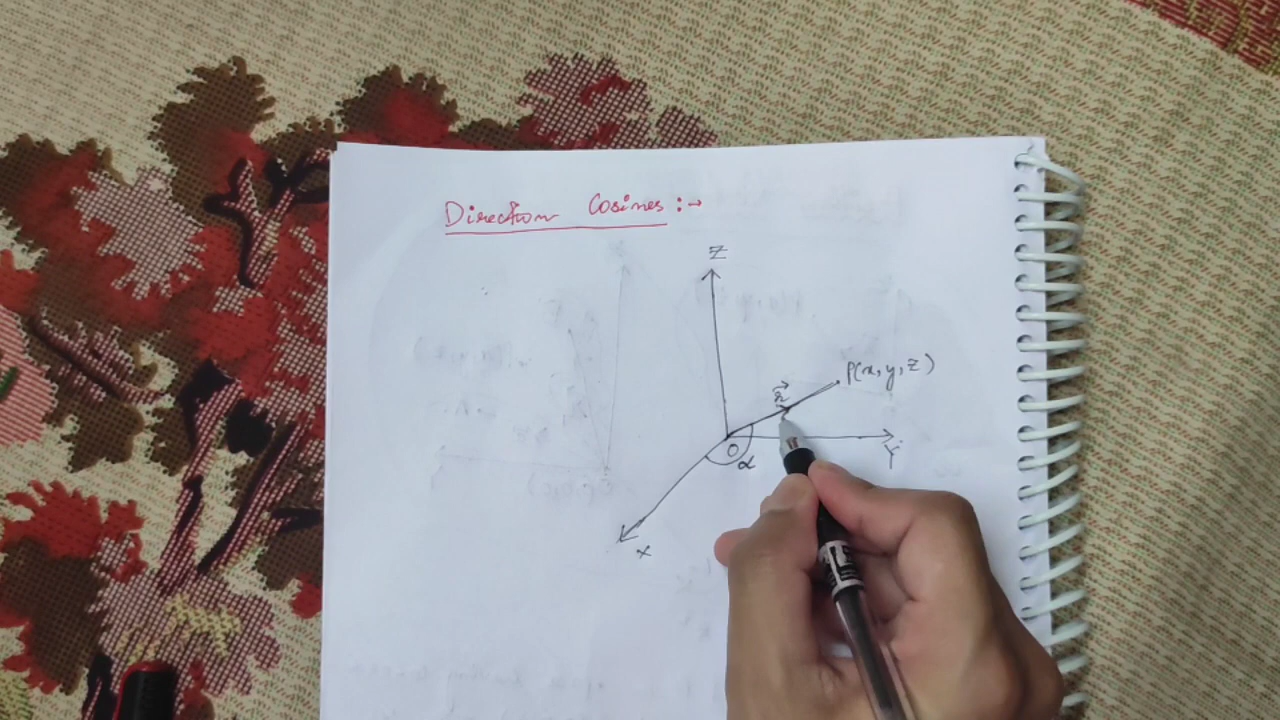 Direction Cosines :→
Z
P(x, y, z)
r⃗
O
α
Y
X